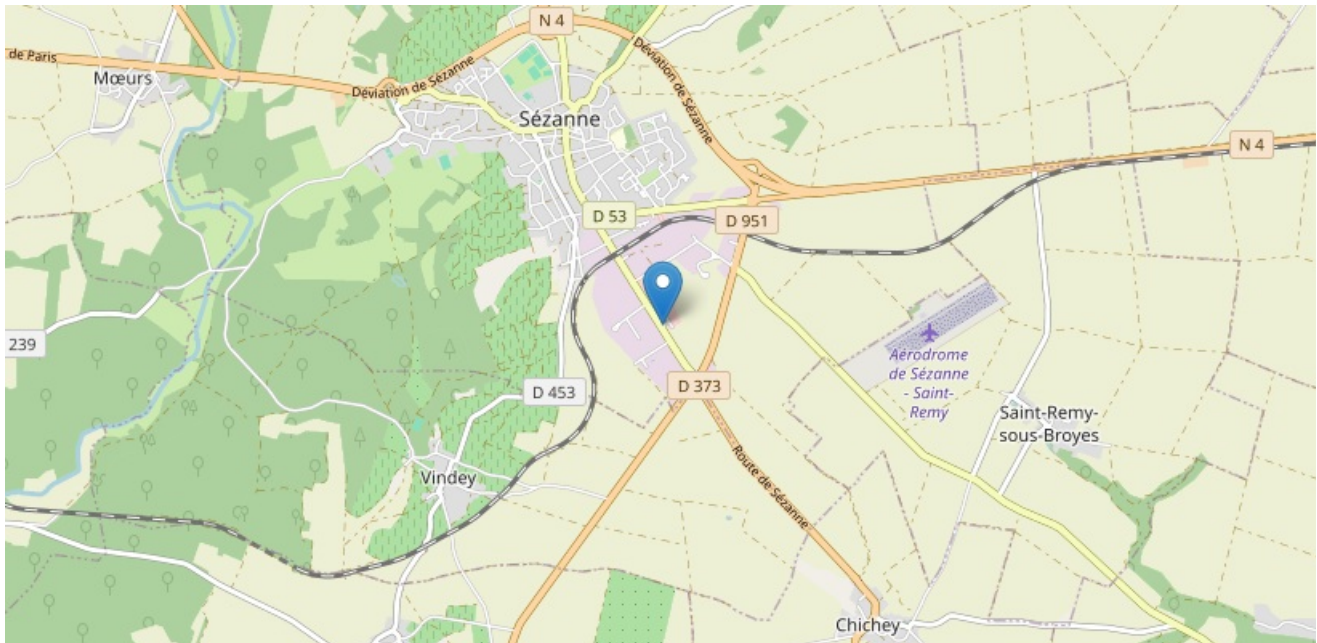 N 4
de Paris
Mœurs
Déviation de Sézanne
Déviation de Sézanne
Sézanne
N 4
D 53
D 951
239
Aérodrome
de Sézanne
- Saint-
Remy
D 453
D 373
Saint-Remy-
sous-Broyes
Vindey
Route de Sézanne
Chichey